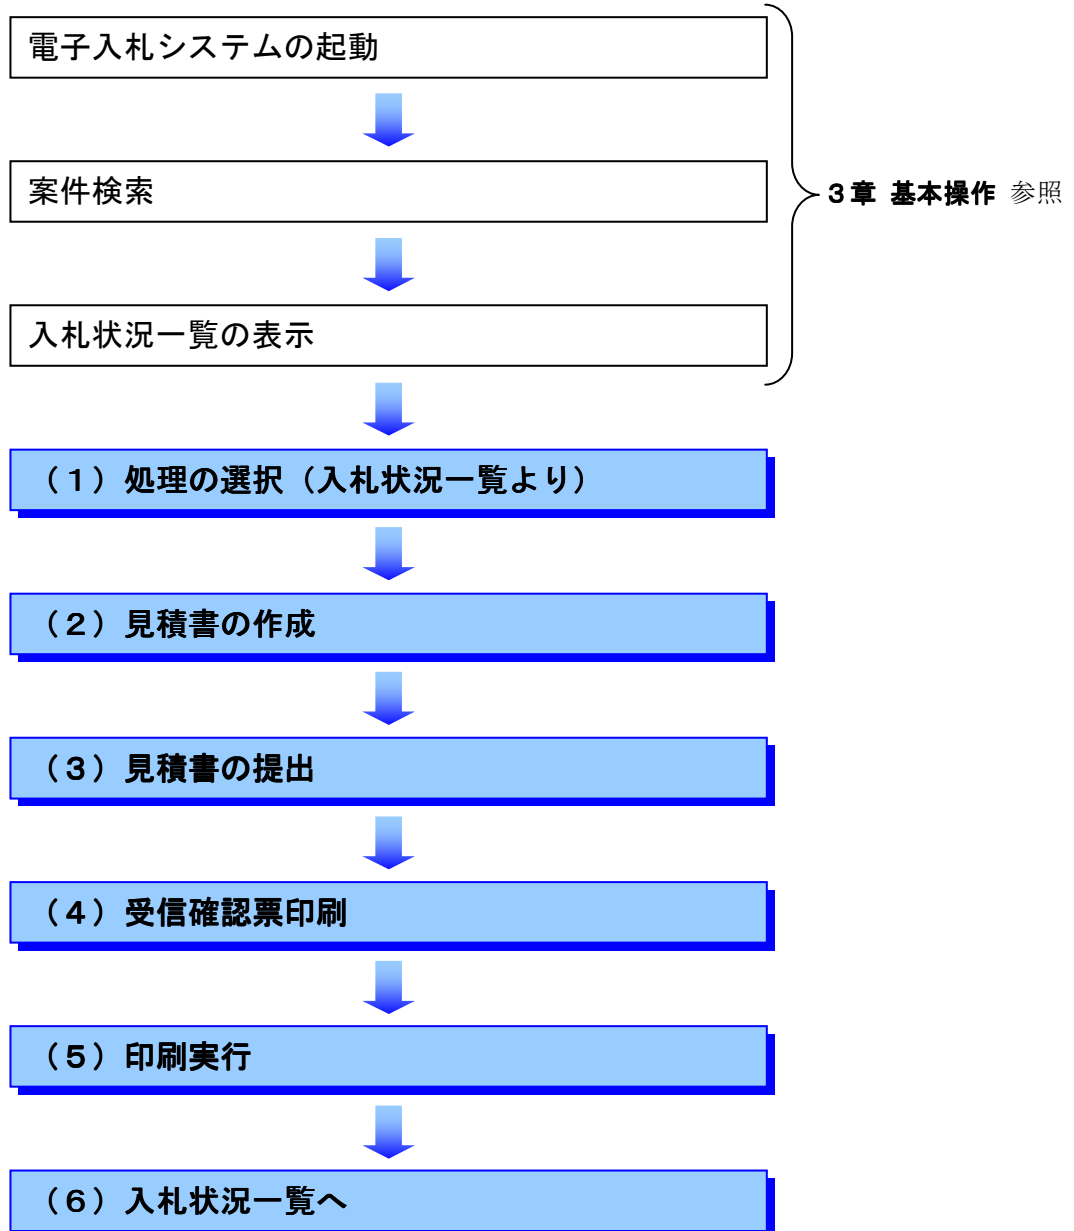 電子入札システムの起動
案件検索
３章 基本操作 参照
入札状況一覧の表示
（１）処理の選択（入札状況一覧より）
（２）見積書の作成
（３）見積書の提出
（４）受信確認票印刷
（５）印刷実行
（６）入札状況一覧へ